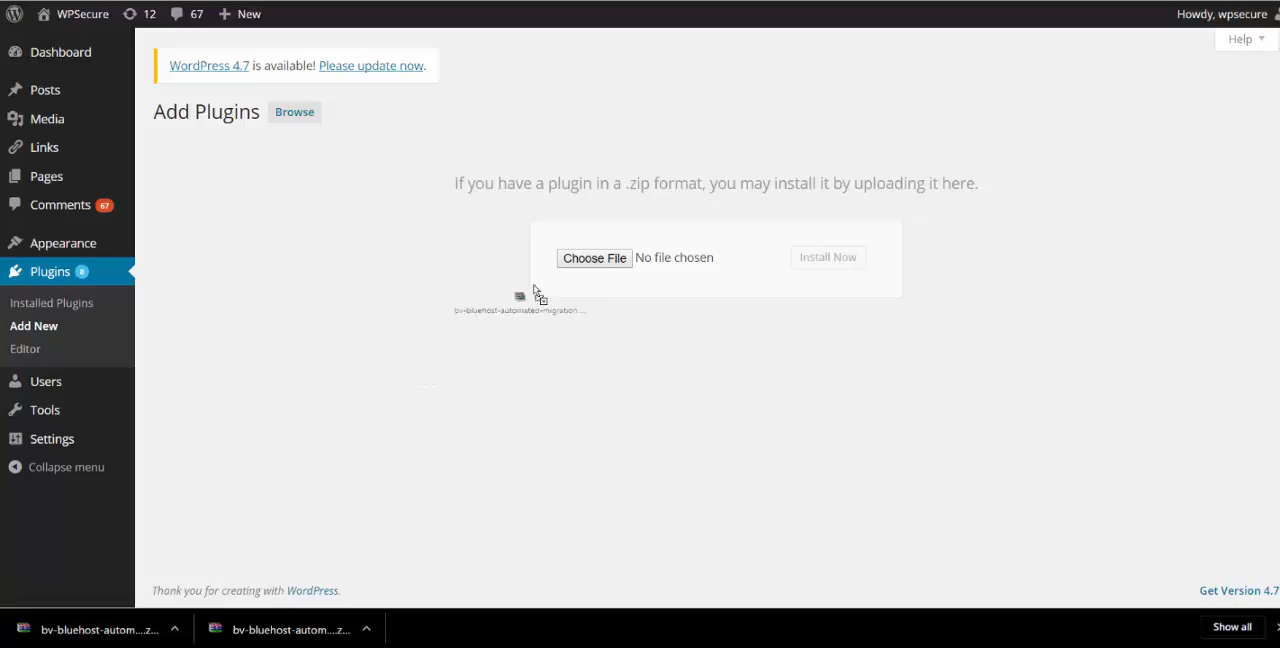 WPSecure 12 67 + New Howdy, wpsecure
Dashboard
Help
WordPress 4.7 is available! Please update now.
Posts
Add Plugins Browse
Media
Links
Pages
If you have a plugin in a .zip format, you may install it by uploading it here.
Comments 67
Appearance
Choose File No file chosen Install Now
Plugins 8
Installed Plugins
bv-bluehost-automated-migration ...
Add New
Editor
Users
Tools
Settings
Collapse menu
Thank you for creating with WordPress. Get Version 4.7
bv-bluehost-autom....z... bv-bluehost-autom....z... Show all